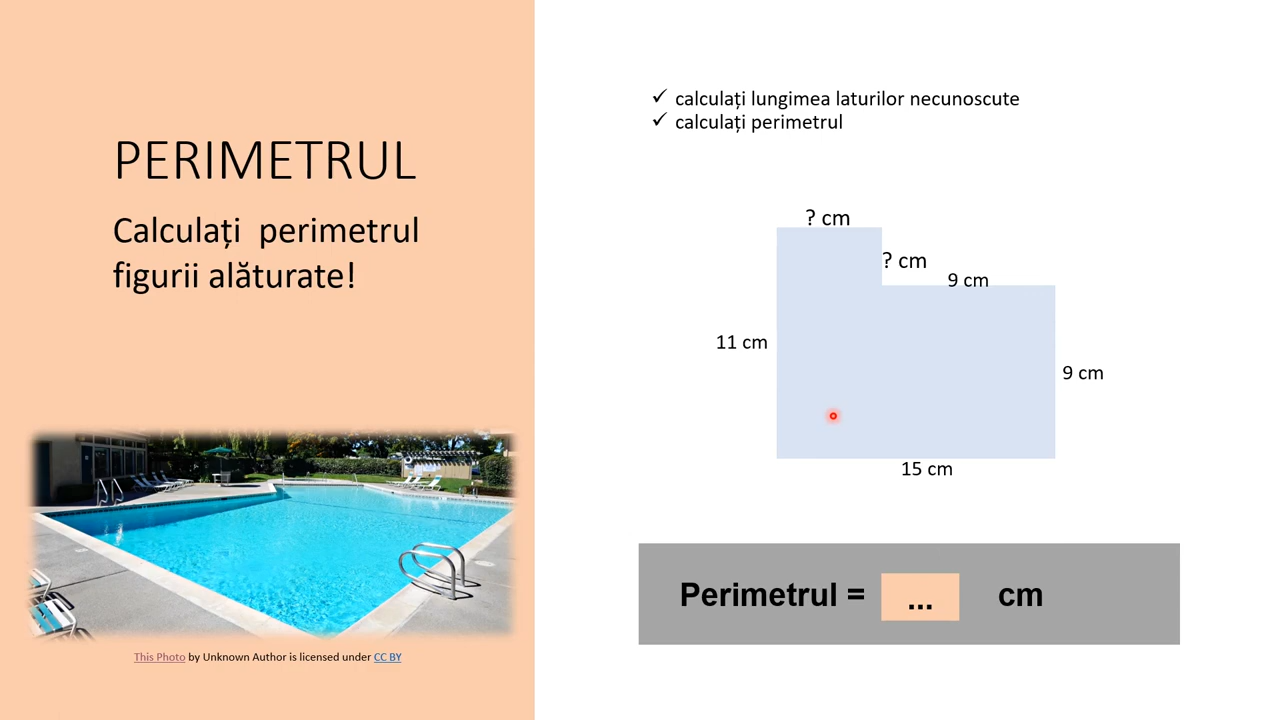 PERIMETRUL
Calculați perimetrul
figurii alăturate!
This Photo by Unknown Author is licensed under CC BY
✓ calculați lungimea laturilor necunoscute
✓ calculați perimetrul
? cm
? cm
9 cm
11 cm
9 cm
15 cm
Perimetrul = ... cm